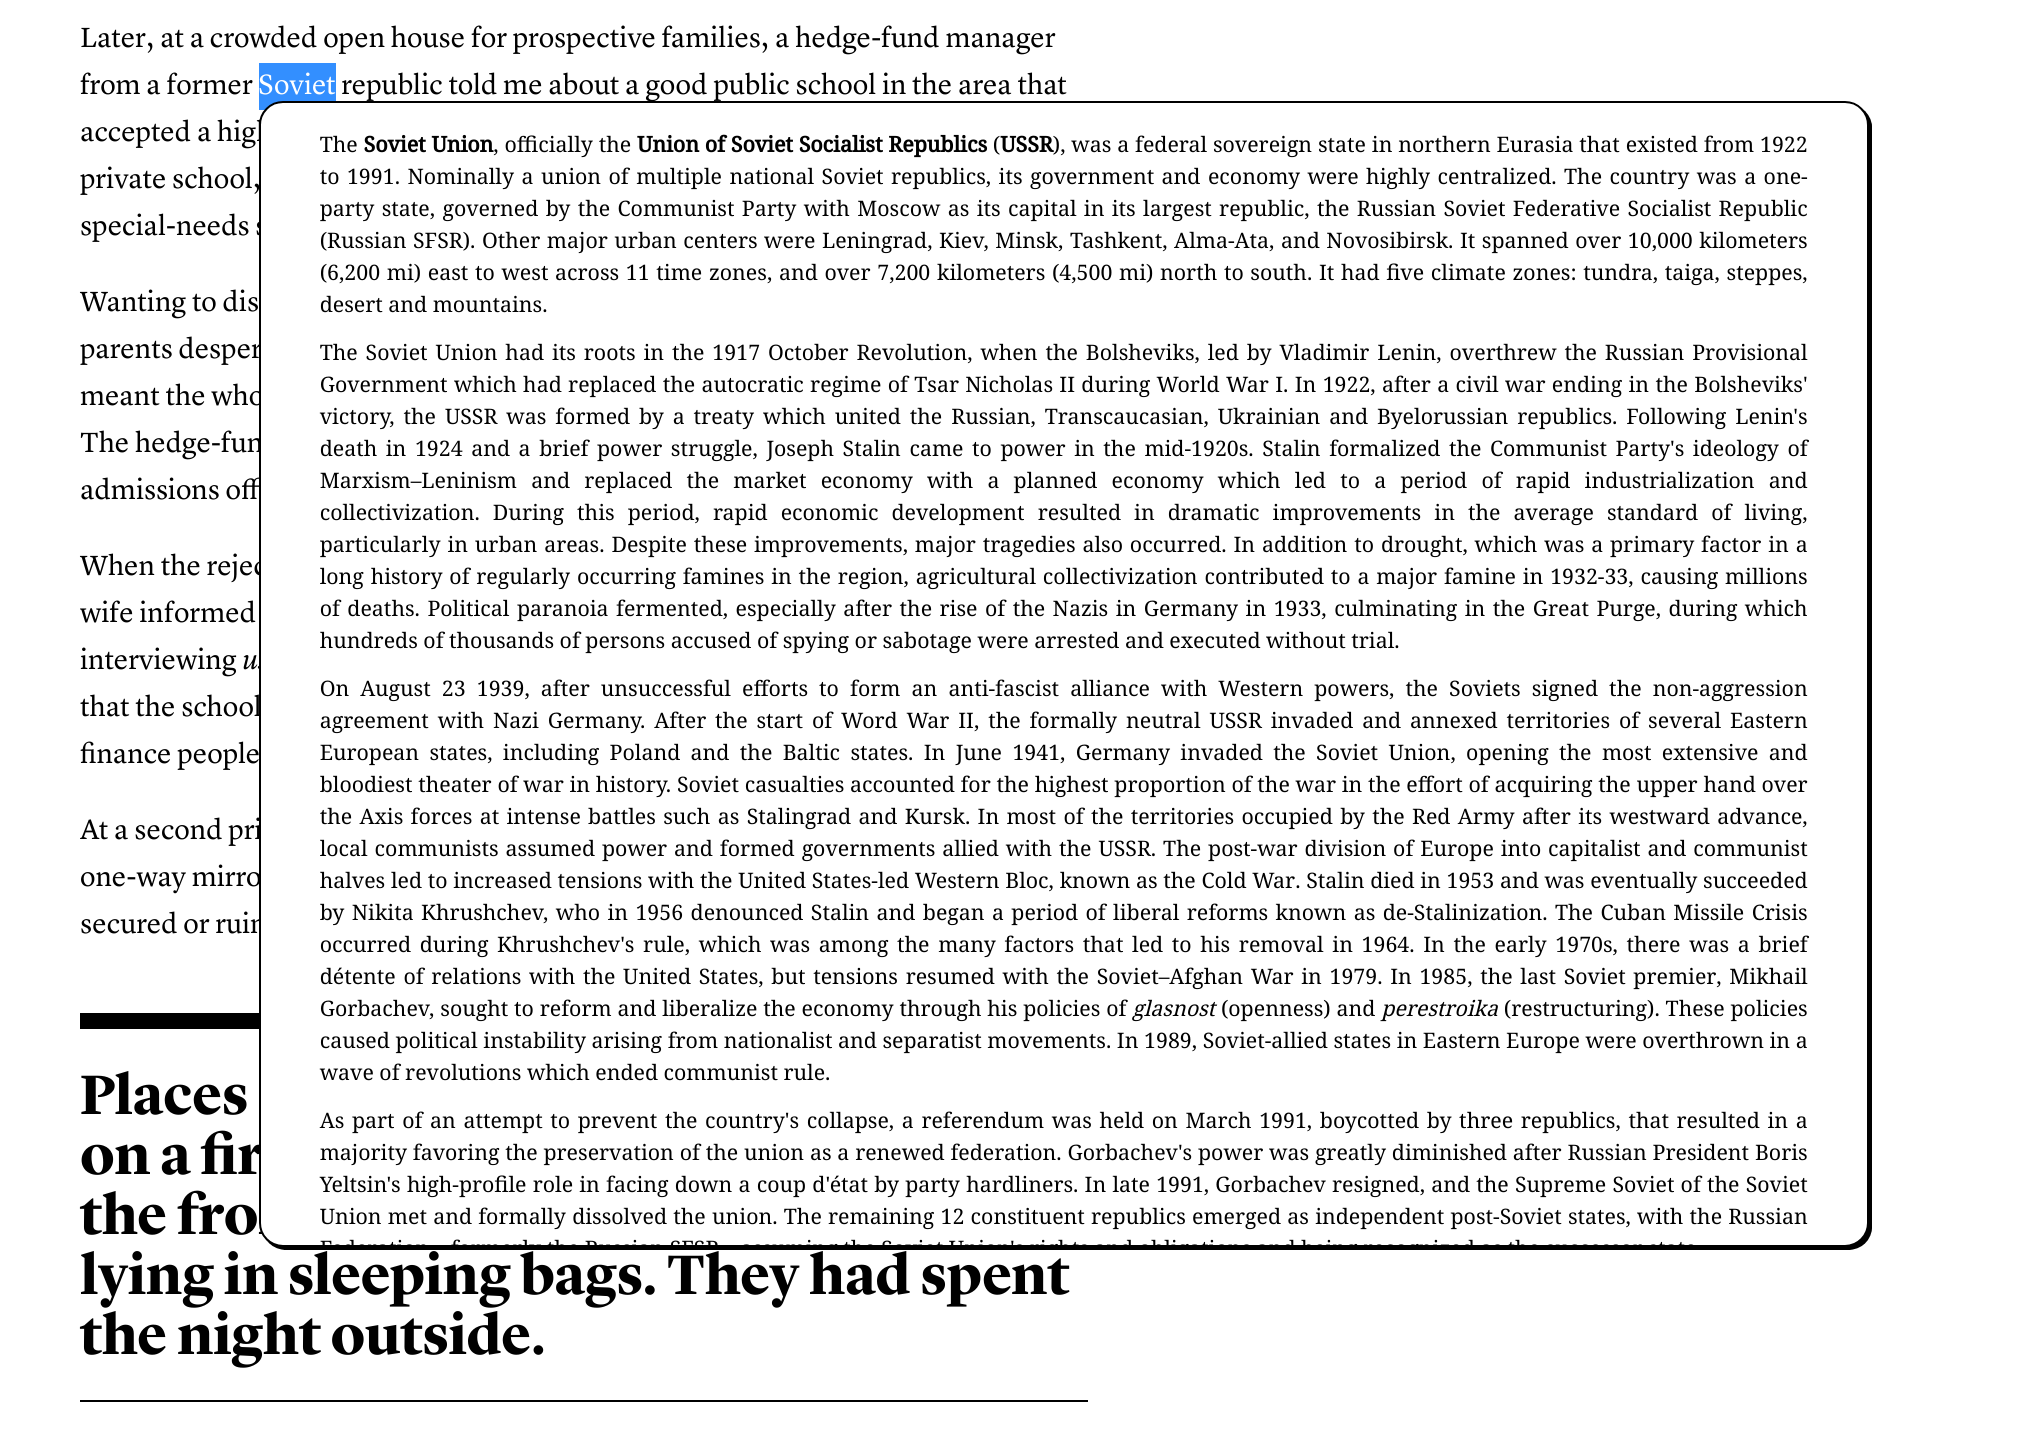 Later, at a crowded open house for prospective families, a hedge-fund manager
from a former Soviet republic told me about a good public school in the area that
accepted a
private school,
special-needs
Wanting to
parents
meant the
The
admissions
When the
wife informed
interviewing
that the school
finance people
At a second
one-way
secured or
Places
on a
the
lying in sleeping bags. They had spent
the night outside.
The Soviet Union, officially the Union of Soviet Socialist Republics (USSR), was a federal sovereign state in northern Eurasia that existed from 1922
to 1991. Nominally a union of multiple national Soviet republics, its government and economy were highly centralized. The country was a one-
party state, governed by the Communist Party with Moscow as its capital in its largest republic, the Russian Soviet Federative Socialist Republic
(Russian SFSR). Other major urban centers were Leningrad, Kiev, Minsk, Tashkent, Alma-Ata, and Novosibirsk. It spanned over 10,000 kilometers
(6,200 mi) east to west across 11 time zones, and over 7,200 kilometers (4,500 mi) north to south. It had five climate zones: tundra, taiga, steppes,
desert and mountains.
The Soviet Union had its roots in the 1917 October Revolution, when the Bolsheviks, led by Vladimir Lenin, overthrew the Russian Provisional
Government which had replaced the autocratic regime of Tsar Nicholas II during World War I. In 1922, after a civil war ending in the Bolsheviks'
victory, the USSR was formed by a treaty which united the Russian, Transcaucasian, Ukrainian and Byelorussian republics. Following Lenin's
death in 1924 and a brief power struggle, Joseph Stalin came to power in the mid-1920s. Stalin formalized the Communist Party's ideology of
Marxism–Leninism and replaced the market economy with a planned economy which led to a period of rapid industrialization and
collectivization. During this period, rapid economic development resulted in dramatic improvements in the average standard of living,
particularly in urban areas. Despite these improvements, major tragedies also occurred. In addition to drought, which was a primary factor in a
long history of regularly occurring famines in the region, agricultural collectivization contributed to a major famine in 1932-33, causing millions
of deaths. Political paranoia fermented, especially after the rise of the Nazis in Germany in 1933, culminating in the Great Purge, during which
hundreds of thousands of persons accused of spying or sabotage were arrested and executed without trial.
On August 23 1939, after unsuccessful efforts to form an anti-fascist alliance with Western powers, the Soviets signed the non-aggression
agreement with Nazi Germany. After the start of Word War II, the formally neutral USSR invaded and annexed territories of several Eastern
European states, including Poland and the Baltic states. In June 1941, Germany invaded the Soviet Union, opening the most extensive and
bloodiest theater of war in history. Soviet casualties accounted for the highest proportion of the war in the effort of acquiring the upper hand over
the Axis forces at intense battles such as Stalingrad and Kursk. In most of the territories occupied by the Red Army after its westward advance,
local communists assumed power and formed governments allied with the USSR. The post-war division of Europe into capitalist and communist
halves led to increased tensions with the United States-led Western Bloc, known as the Cold War. Stalin died in 1953 and was eventually succeeded
by Nikita Khrushchev, who in 1956 denounced Stalin and began a period of liberal reforms known as de-Stalinization. The Cuban Missile Crisis
occurred during Khrushchev's rule, which was among the many factors that led to his removal in 1964. In the early 1970s, there was a brief
détente of relations with the United States, but tensions resumed with the Soviet–Afghan War in 1979. In 1985, the last Soviet premier, Mikhail
Gorbachev, sought to reform and liberalize the economy through his policies of glasnost (openness) and perestroika (restructuring). These policies
caused political instability arising from nationalist and separatist movements. In 1989, Soviet-allied states in Eastern Europe were overthrown in a
wave of revolutions which ended communist rule.
As part of an attempt to prevent the country's collapse, a referendum was held on March 1991, boycotted by three republics, that resulted in a
majority favoring the preservation of the union as a renewed federation. Gorbachev's power was greatly diminished after Russian President Boris
Yeltsin's high-profile role in facing down a coup d'état by party hardliners. In late 1991, Gorbachev resigned, and the Supreme Soviet of the Soviet
Union met and formally dissolved the union. The remaining 12 constituent republics emerged as independent post-Soviet states, with the Russian